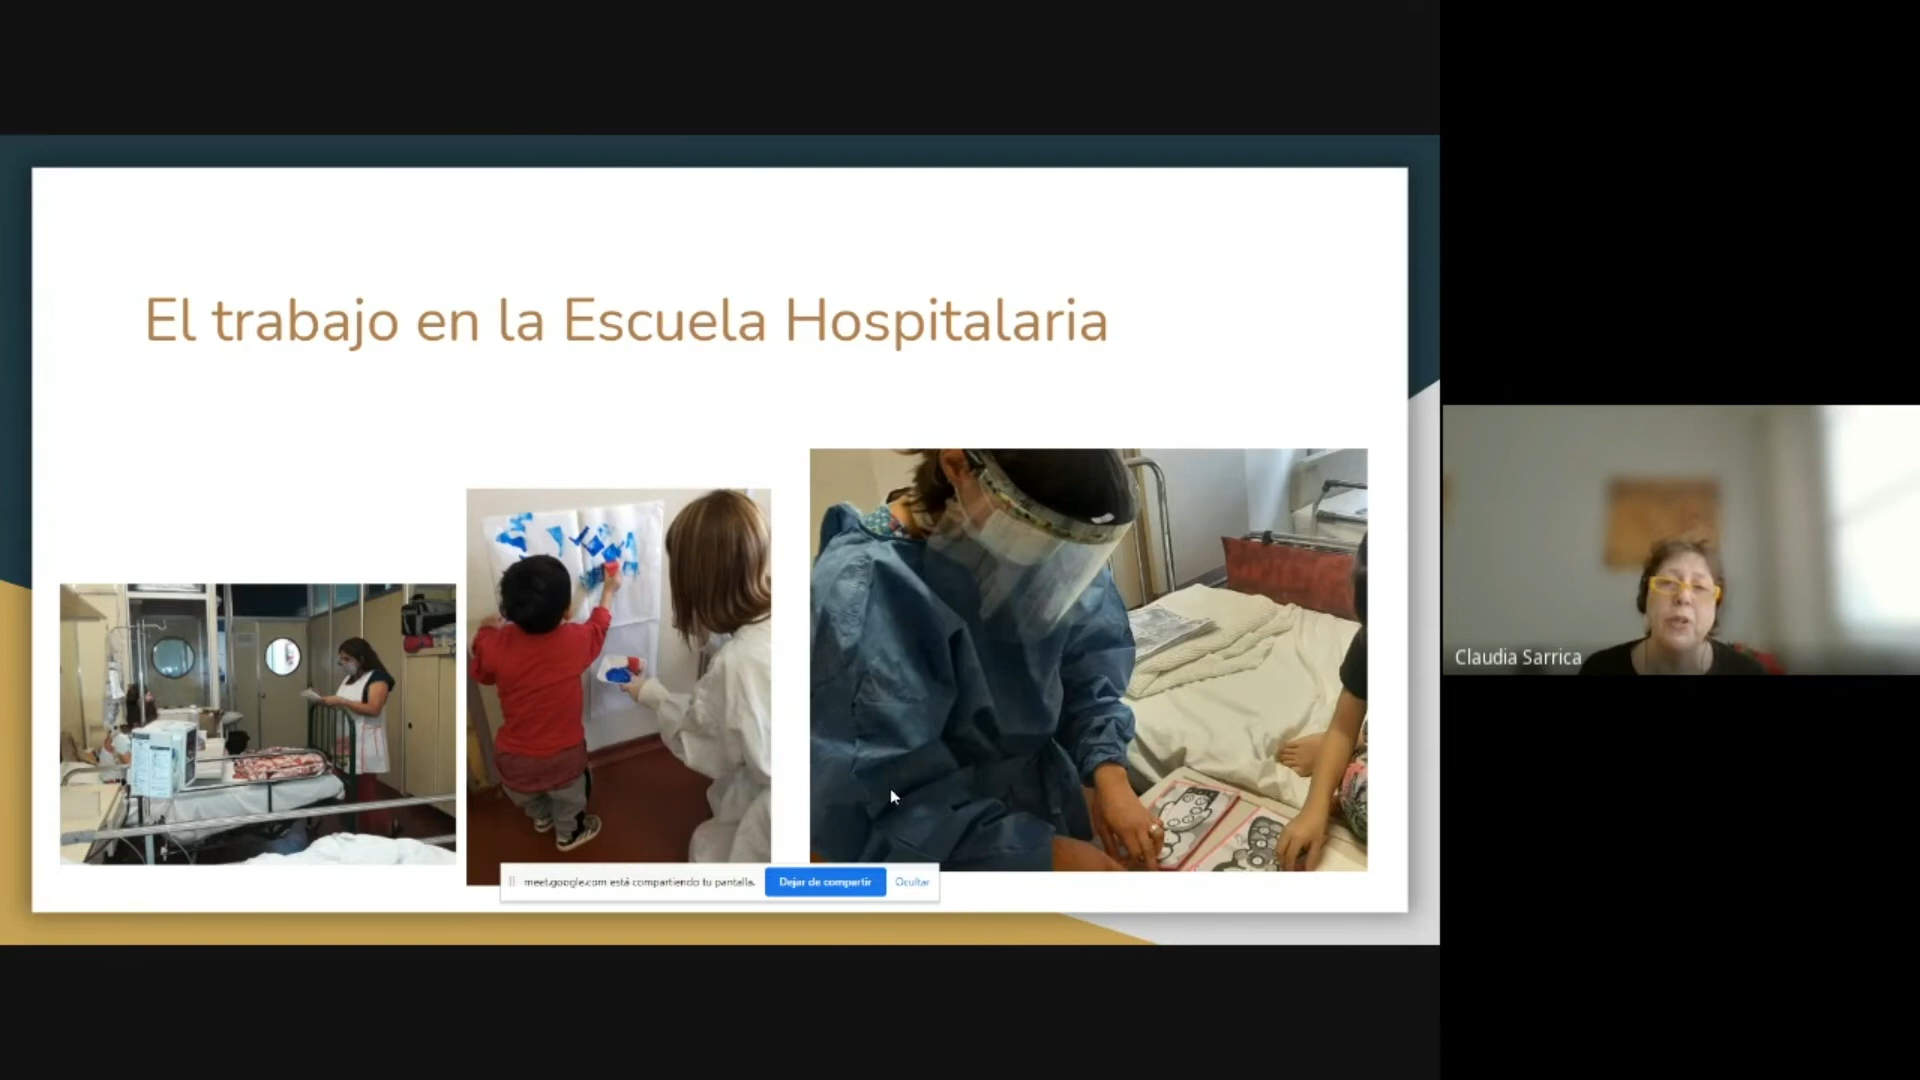 El trabajo en la Escuela Hospitalaria
Claudia Sarrica
meet.google.com está compartiendo tu pantalla.
Dejar de compartir
Ocultar